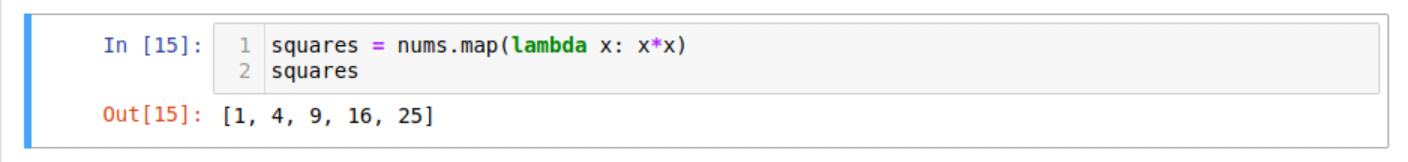 In [15]: 1 squares = nums.map(lambda x: x*x)
2 squares
Out[15]: [1, 4, 9, 16, 25]